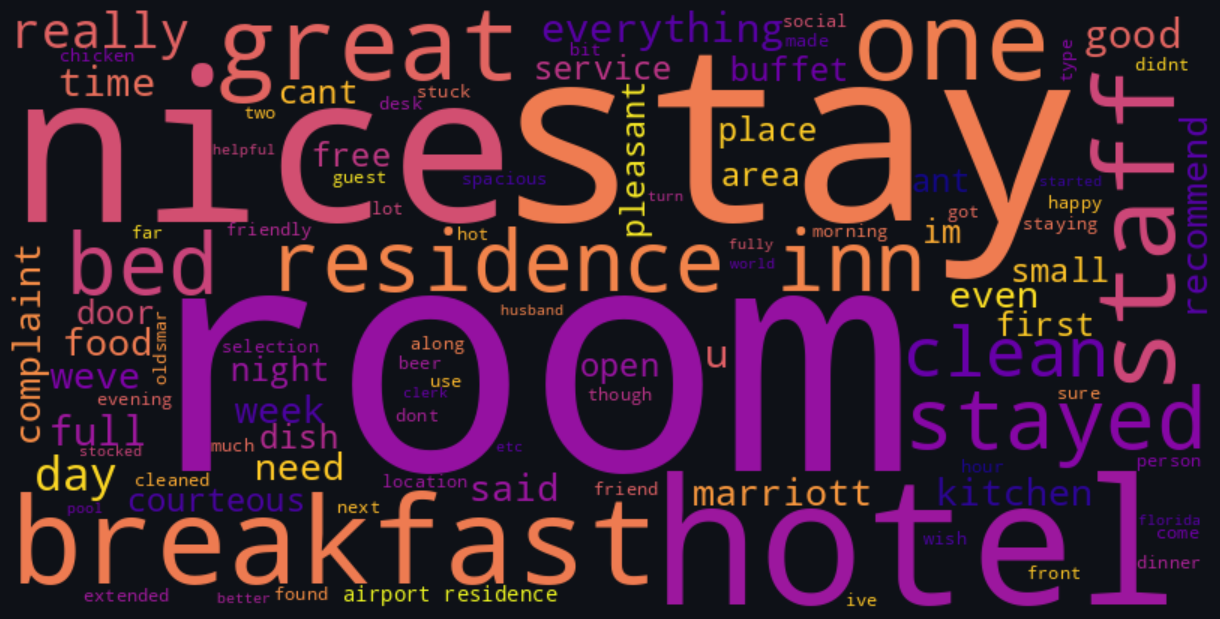 really
great
everything
social
made
one
good
chicken
bit
type
time
service
buffet
didnt
cant
stuck
desk
two
nice
stay
pleasant
place
staff
recommend
helpful
free
guest
spacious
area
ant
started
turn
happy
lot
got
staying
far
friendly
hot
morning
im
fully
world
bed
residence inn
small
complaint
even
door
husband
first
food
oldsmar
room
selection
along
u
clean
weve
night
beer
open
use
clerk
though
evening
sure
week
dont
stayed
full
dish
much
etc
stocked
need
person
day
cleaned
location
said
friend
marriott
hour
kitchen
courteous
pool
next
breakfast
hotel
florida
come
wish
dinner
front
extended
better
found
airport residence
ive